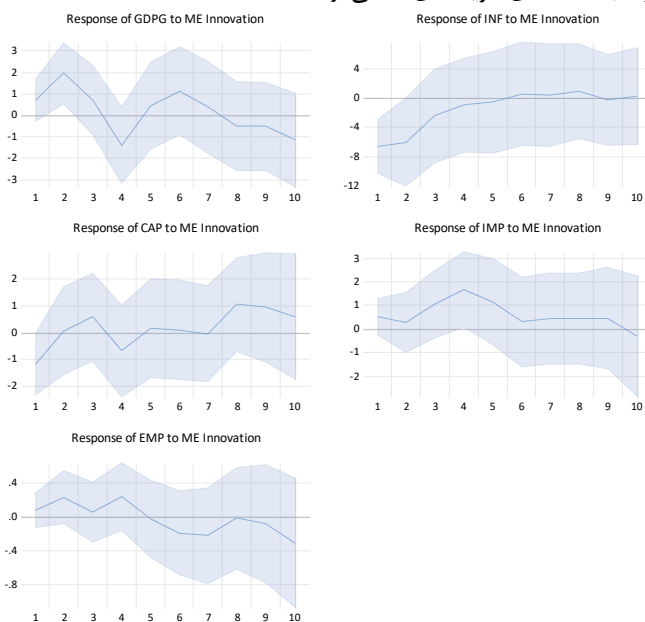 Response of GDPG to ME Innovation
3
2
1
0
-1
-2
-3
1 2 3 4 5 6 7 8 9 10
Response of INF to ME Innovation
4
0
-4
-8
-12
1 2 3 4 5 6 7 8 9 10
Response of CAP to ME Innovation
2
1
0
-1
-2
1 2 3 4 5 6 7 8 9 10
Response of IMP to ME Innovation
3
2
1
0
-1
-2
1 2 3 4 5 6 7 8 9 10
Response of EMP to ME Innovation
.4
.0
-.4
-.8
1 2 3 4 5 6 7 8 9 10